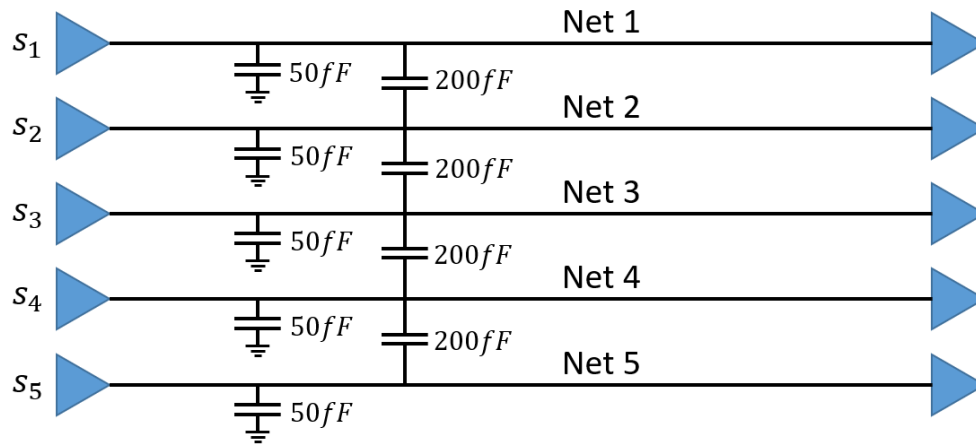 s₁ Net 1
50fF 200fF
s₂ Net 2
50fF 200fF
s₃ Net 3
50fF 200fF
s₄ Net 4
50fF 200fF
s₅ Net 5
50fF